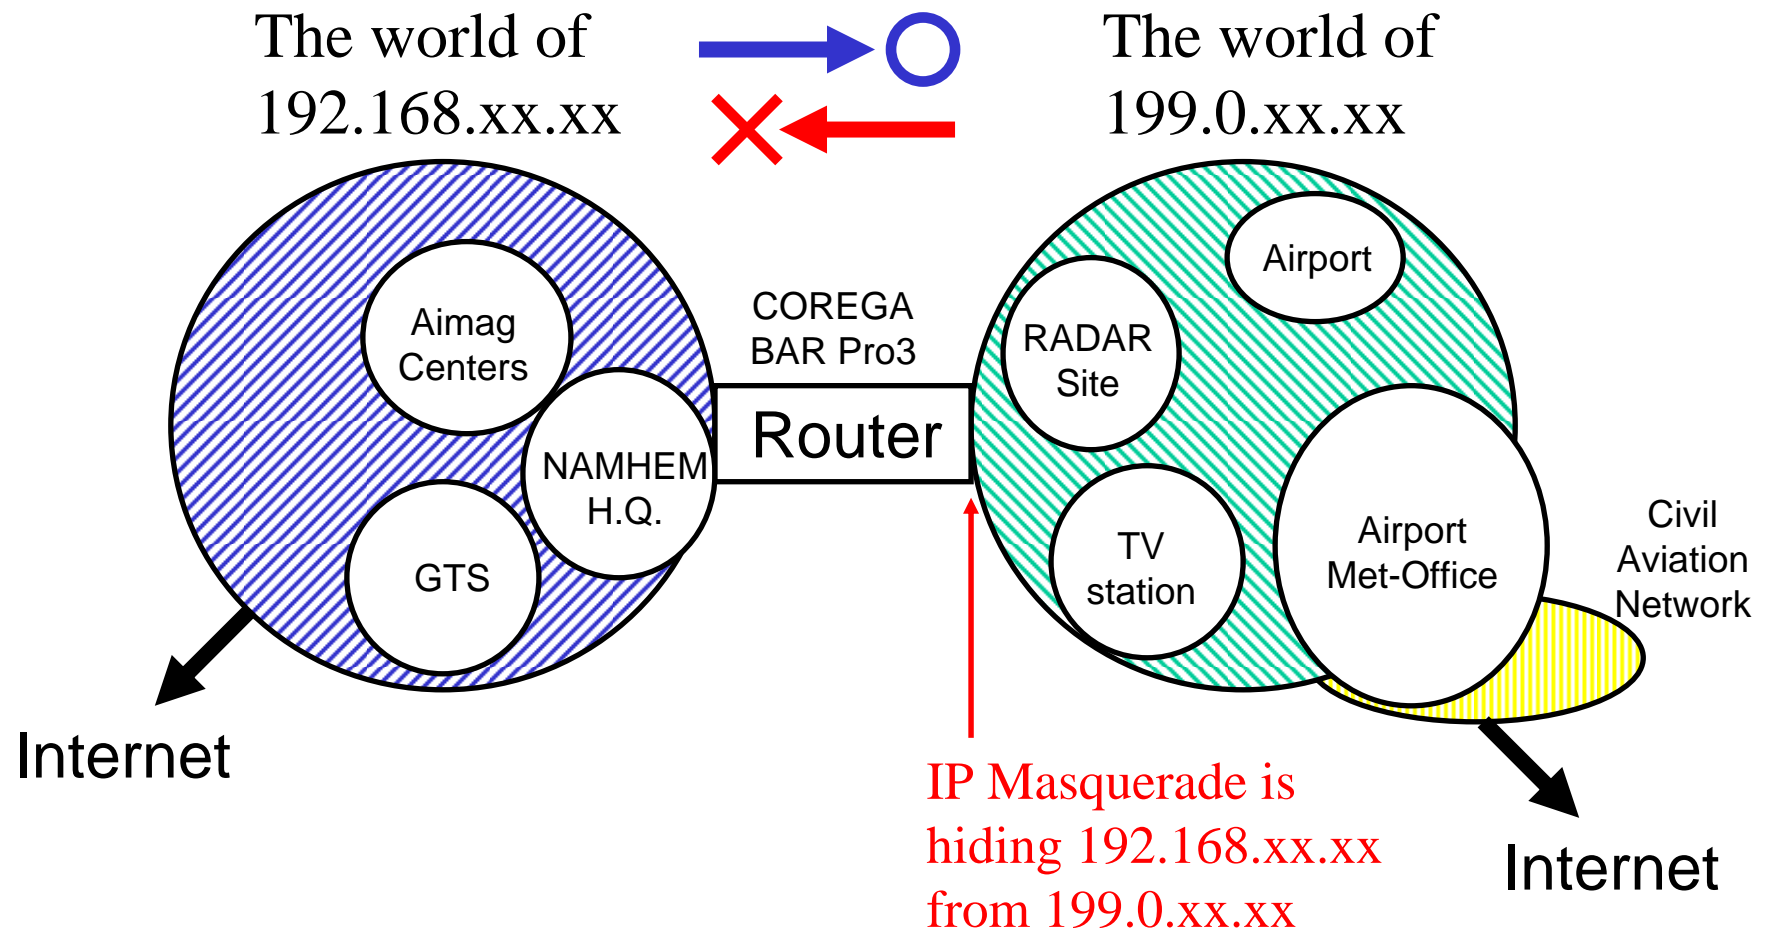 The world of
192.168.xx.xx
The world of
199.0.xx.xx
Aimag
Centers
NAMHEM
H.Q.
GTS
COREGA
BAR Pro3
Router
Airport
RADAR
Site
TV
station
Airport
Met-Office
Civil
Aviation
Network
Internet
IP Masquerade is
hiding 192.168.xx.xx
from 199.0.xx.xx
Internet